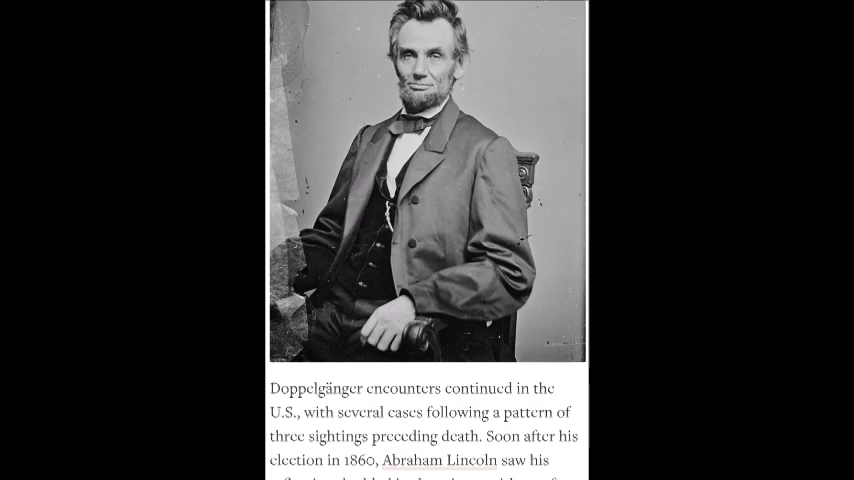 Doppelgänger encounters continued in the
U.S., with several cases following a pattern of
three sightings preceding death. Soon after his
election in 1860, Abraham Lincoln saw his